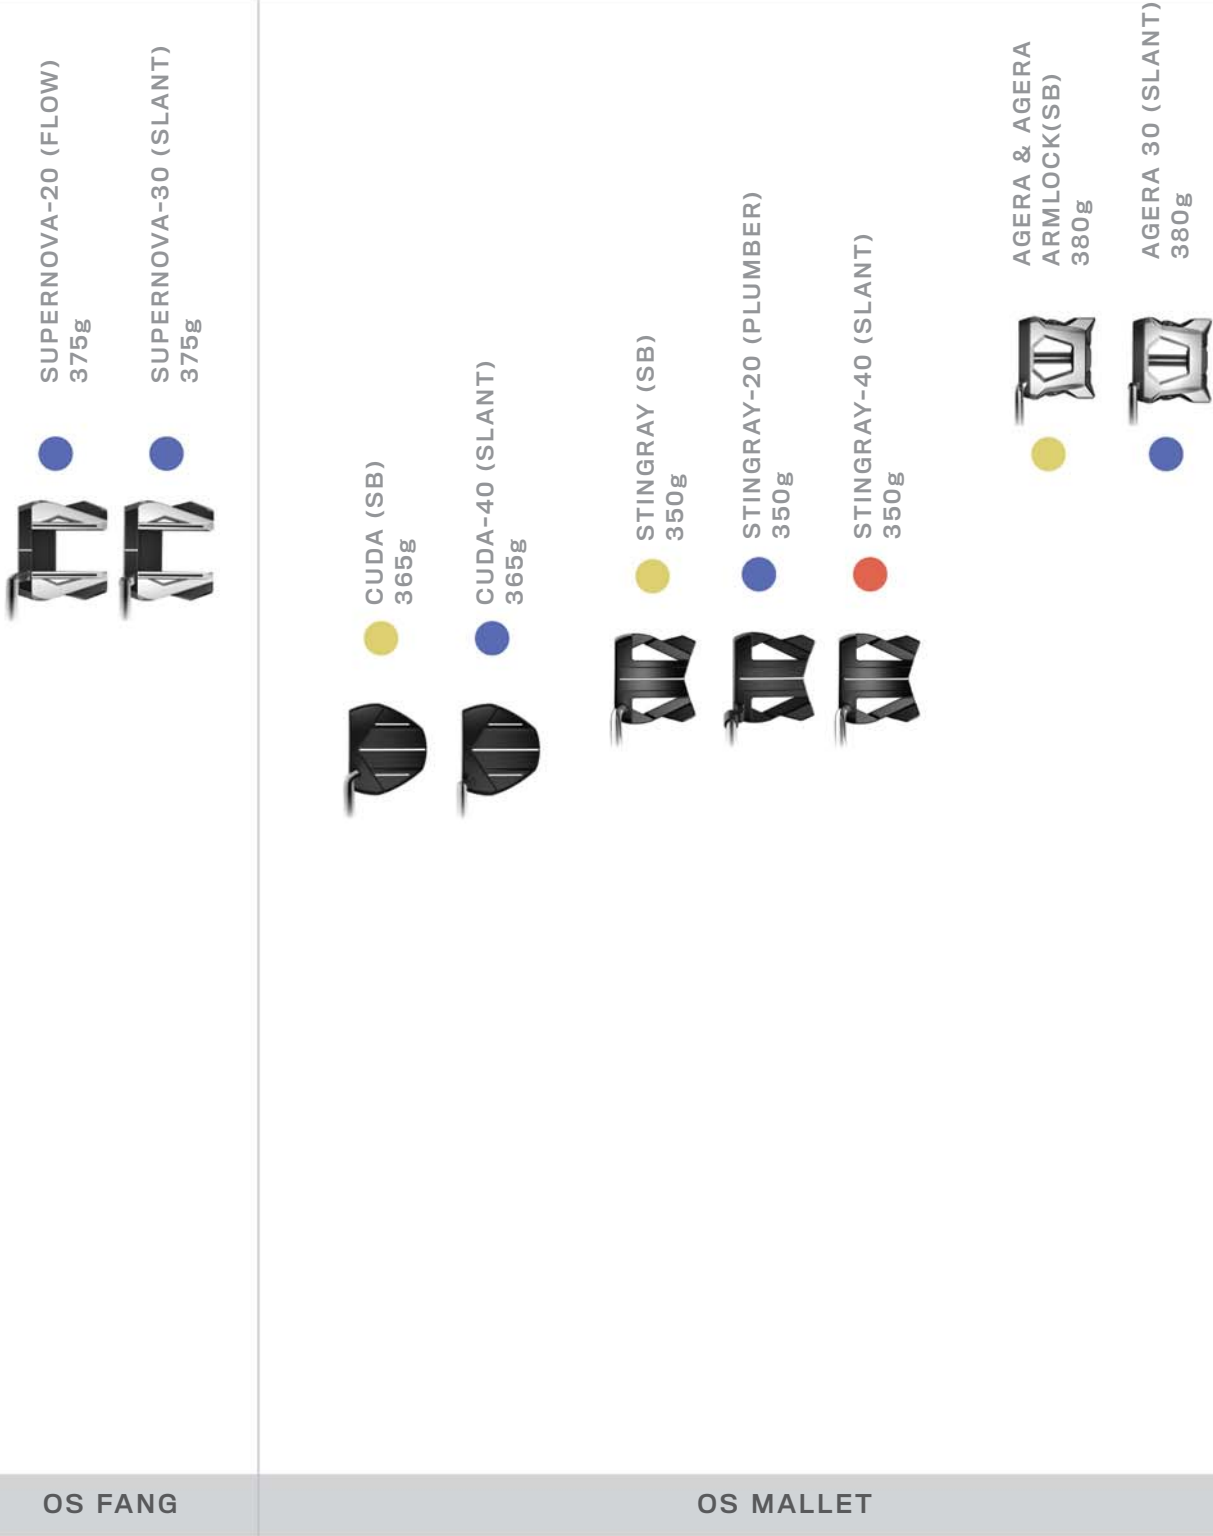 SUPERNOVA-20 (FLOW)
375g
SUPERNOVA-30 (SLANT)
375g
CUDA (SB)
365g
CUDA-40 (SLANT)
365g
STINGRAY (SB)
350g
STINGRAY-20 (PLUMBER)
350g
STINGRAY-40 (SLANT)
350g
AGERA & AGERA
ARMLOCK(SB)
380g
AGERA 30 (SLANT)
380g
OS FANG
OS MALLET